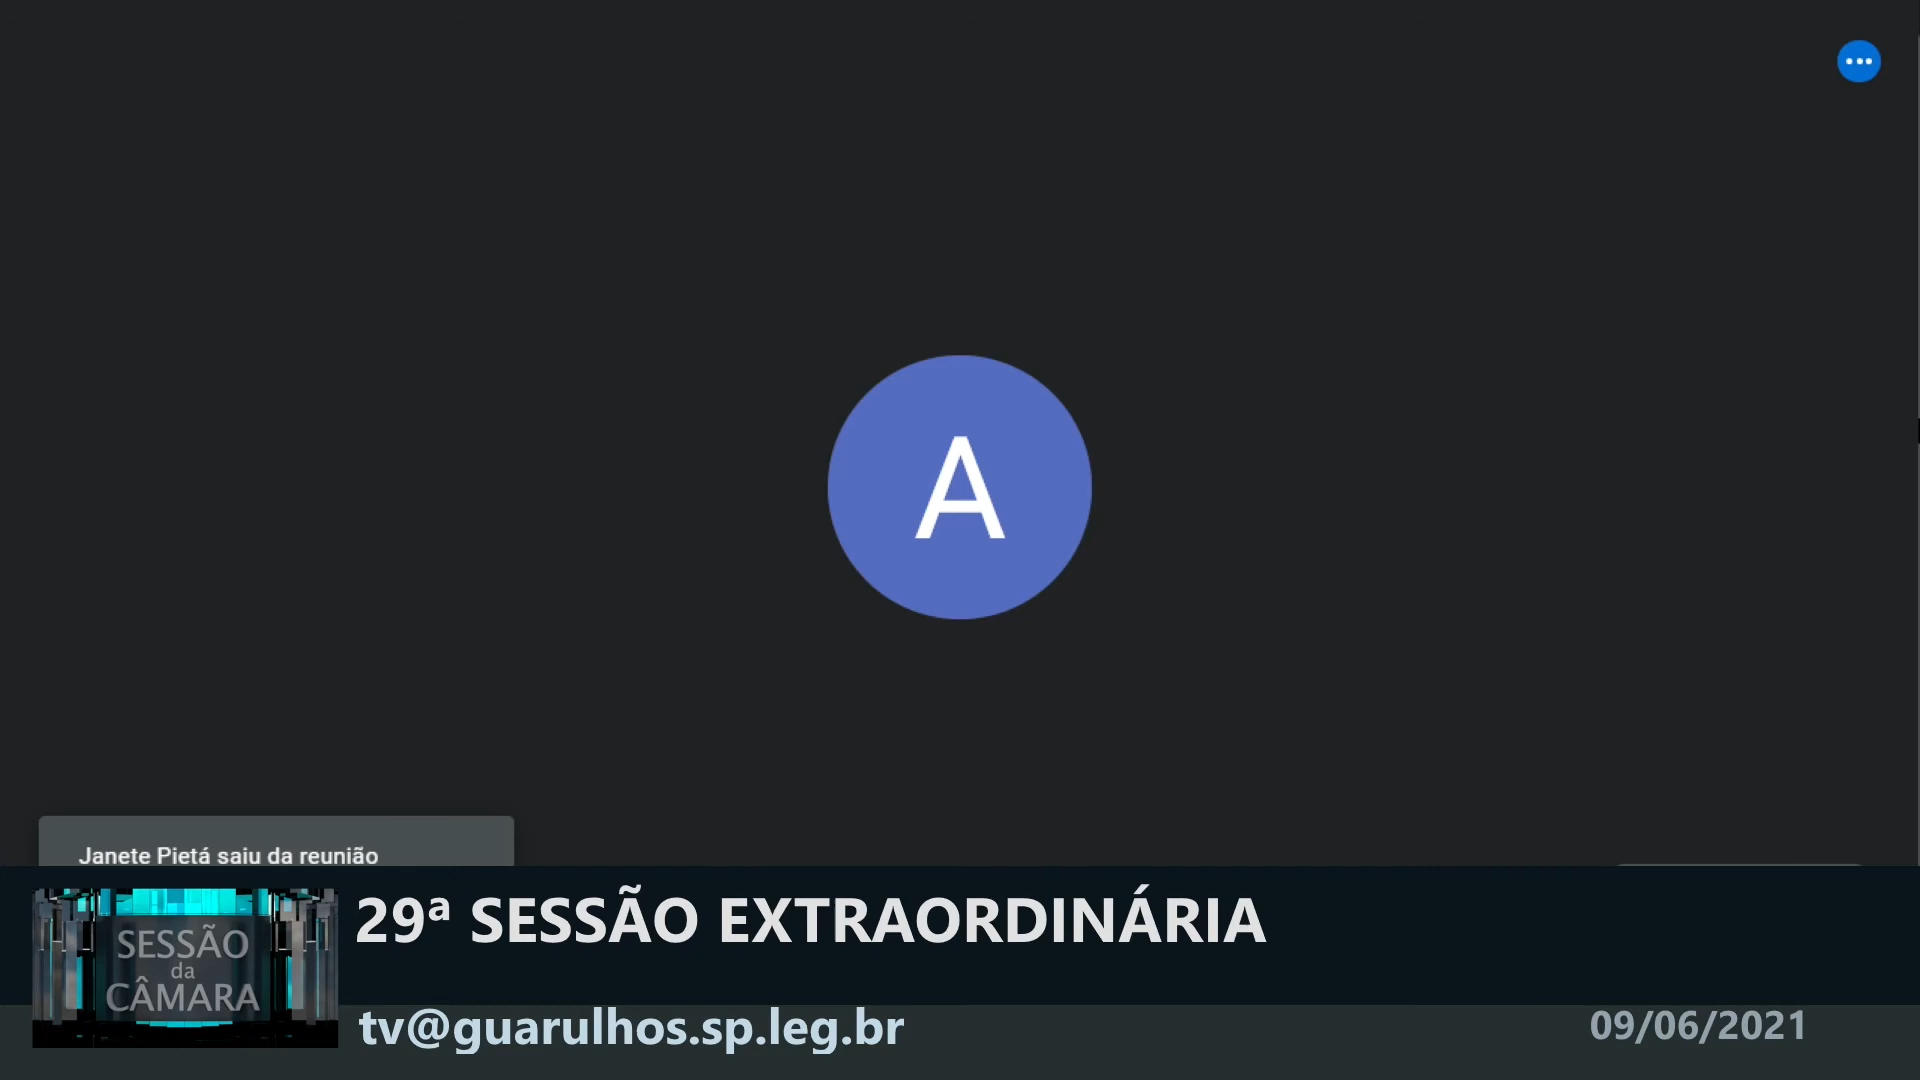 A
Janete Pietá saiu da reunião
29ª SESSÃO EXTRAORDINÁRIA
SESSÃO
da
CÂMARA
tv@guarulhos.sp.leg.br
09/06/2021